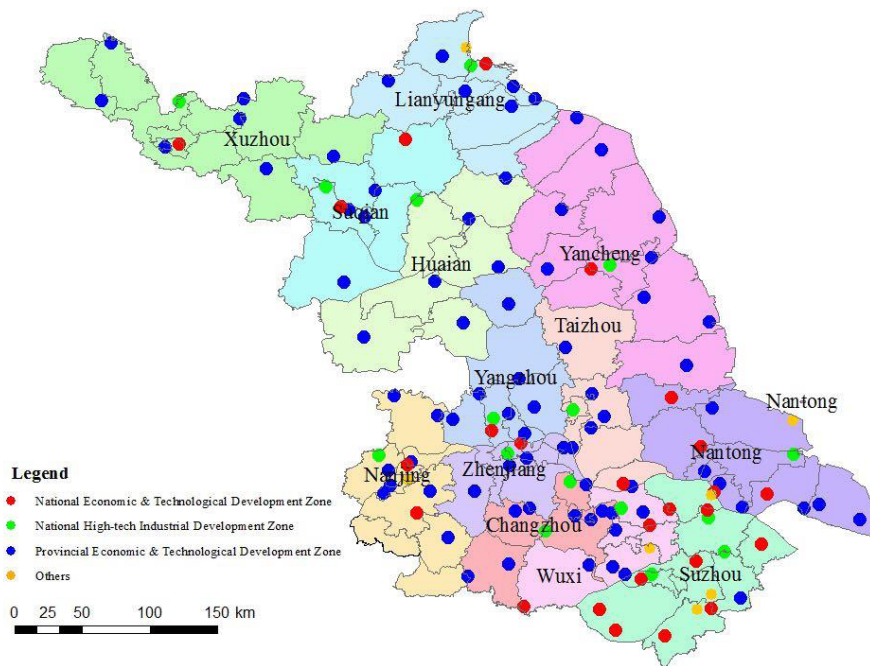 Lianyungang
Xuzhou
Suqian
Huaian
Yancheng
Taizhou
Yangzhou
Nantong
Nantong
Zhenjiang
Nanjing
Changzhou
Wuxi
Suzhou
Legend
National Economic & Technological Development Zone
National High-tech Industrial Development Zone
Provincial Economic & Technological Development Zone
Others
0 25 50 100 150 km